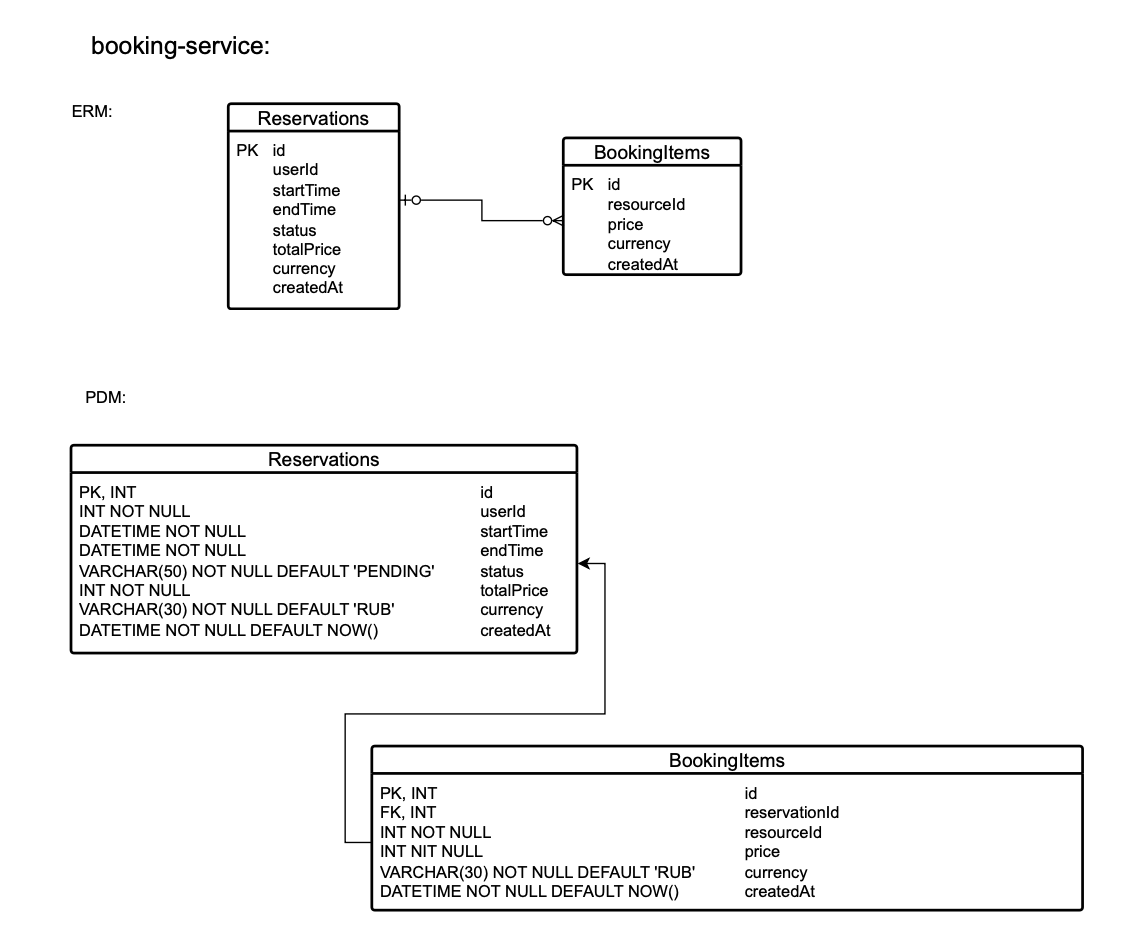 booking-service:
ERM:
Reservations
PK id
userId
startTime
endTime
status
totalPrice
currency
createdAt
BookingItems
PK id
resourceId
price
currency
createdAt
PDM:
Reservations
PK, INT id
INT NOT NULL userId
DATETIME NOT NULL startTime
DATETIME NOT NULL endTime
VARCHAR(50) NOT NULL DEFAULT 'PENDING' status
INT NOT NULL totalPrice
VARCHAR(30) NOT NULL DEFAULT 'RUB' currency
DATETIME NOT NULL DEFAULT NOW() createdAt
BookingItems
PK, INT id
FK, INT reservationId
INT NOT NULL resourceId
INT NIT NULL price
VARCHAR(30) NOT NULL DEFAULT 'RUB' currency
DATETIME NOT NULL DEFAULT NOW() createdAt